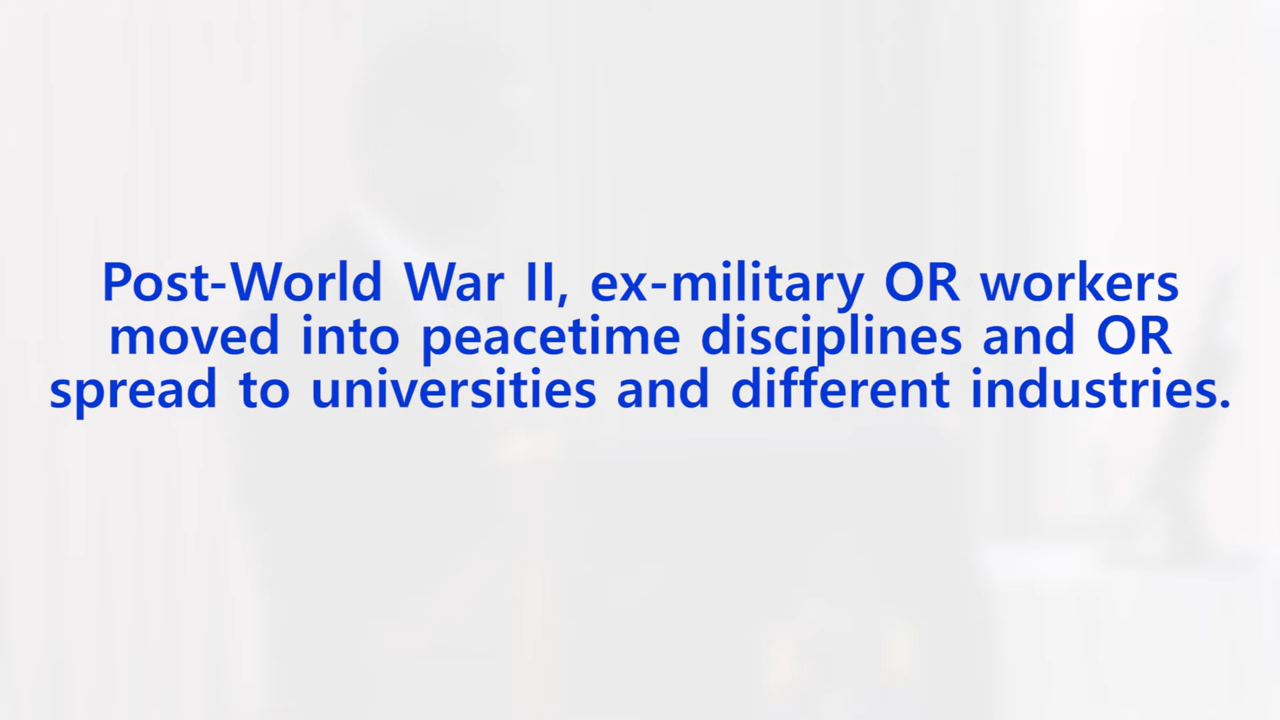 Post-World War II, ex-military OR workers
moved into peacetime disciplines and OR
spread to universities and different industries.